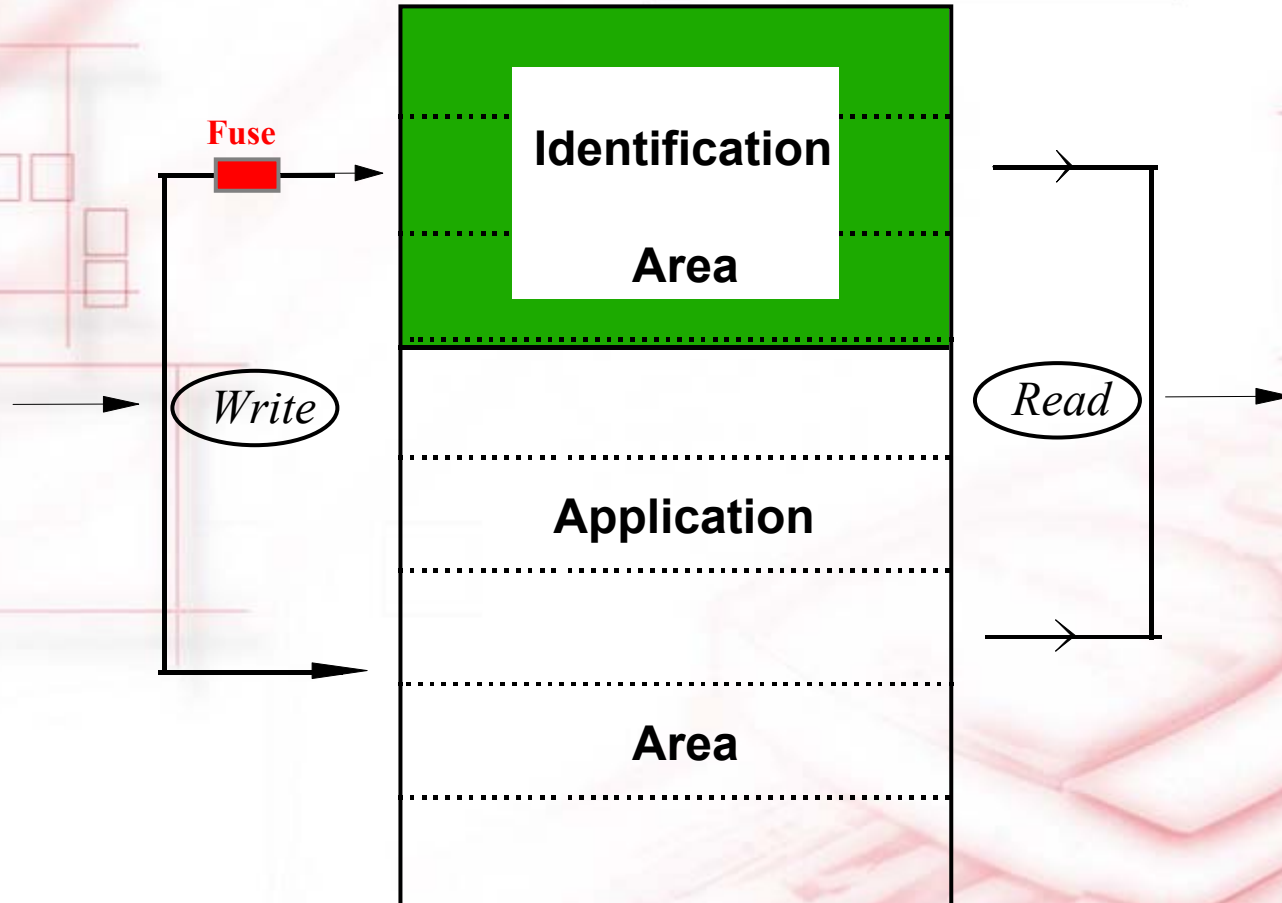 Fuse
Identification
Area
Write
Read
Application
Area